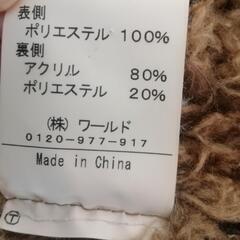 表側
ポリエステル 100%
裏側
アクリル 80%
ポリエステル 20%
(株) ワールド
0120-977-917
Made in China